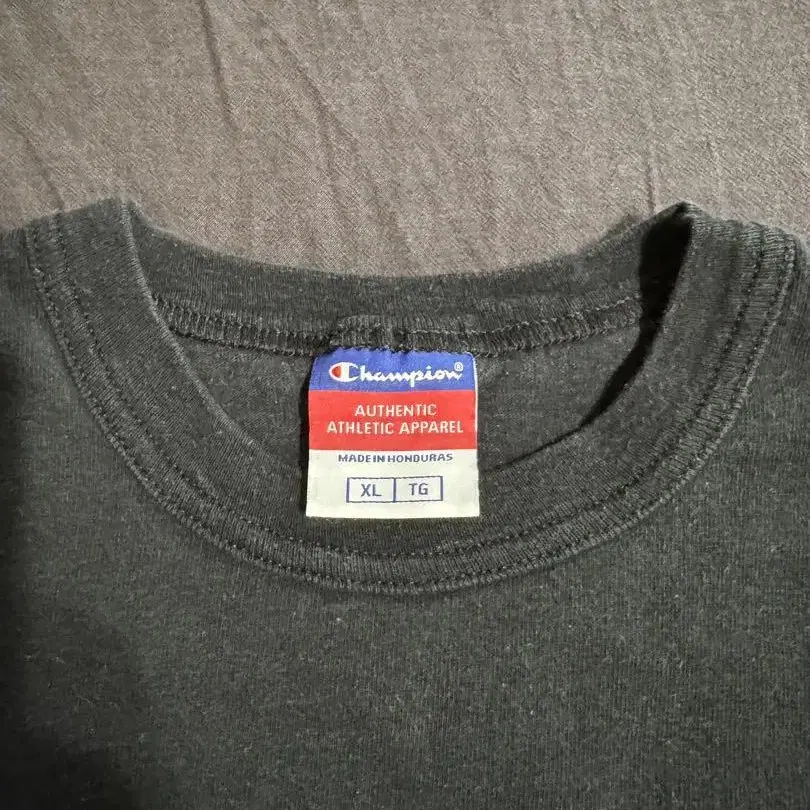 Champion®
AUTHENTIC
ATHLETIC APPAREL
MADE IN HONDURAS
XL TG